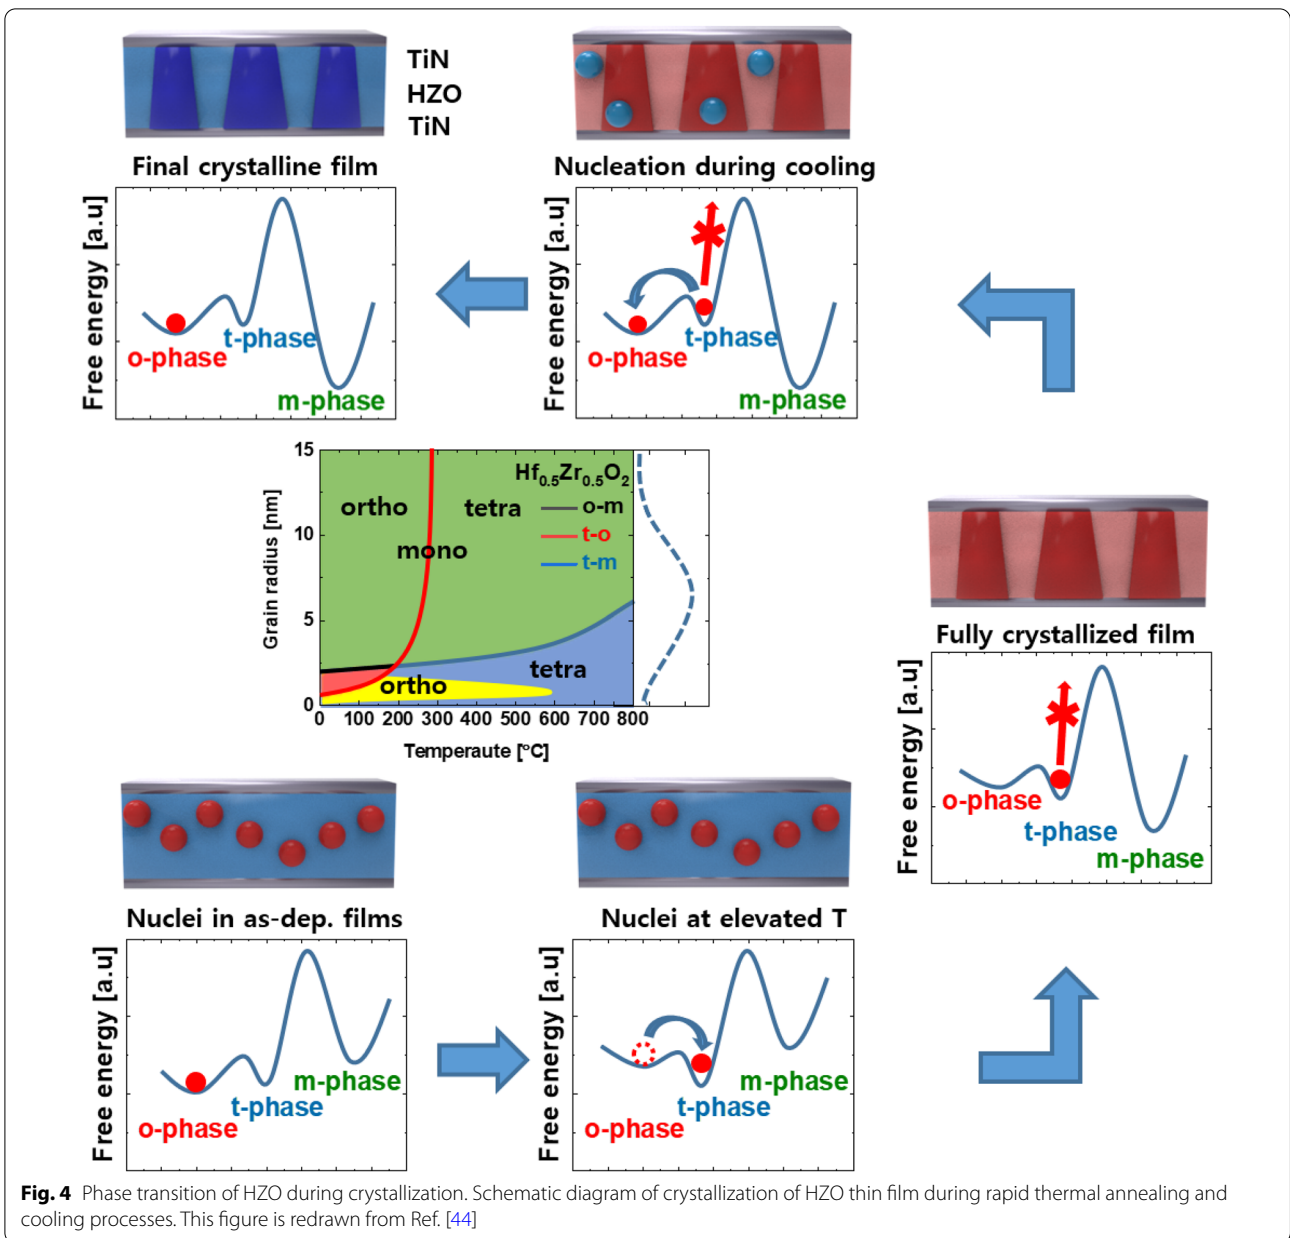 TiN
HZO
TiN
Final crystalline film
Free energy [a.u]
o-phase
t-phase
m-phase
Nucleation during cooling
Free energy [a.u]
o-phase
t-phase
m-phase
Grain radius [nm]
15
10
5
0
ortho
tetra
mono
Hf0.5Zr0.5O2
o-m
t-o
t-m
tetra
ortho
0 100 200 300 400 500 600 700 800
Temperaute [°C]
Fully crystallized film
Free energy [a.u]
o-phase
t-phase
m-phase
Nuclei in as-dep. films
Free energy [a.u]
m-phase
t-phase
o-phase
Nuclei at elevated T
Free energy [a.u]
m-phase
t-phase
o-phase
Fig. 4 Phase transition of HZO during crystallization. Schematic diagram of crystallization of HZO thin film during rapid thermal annealing and
cooling processes. This figure is redrawn from Ref. [44]